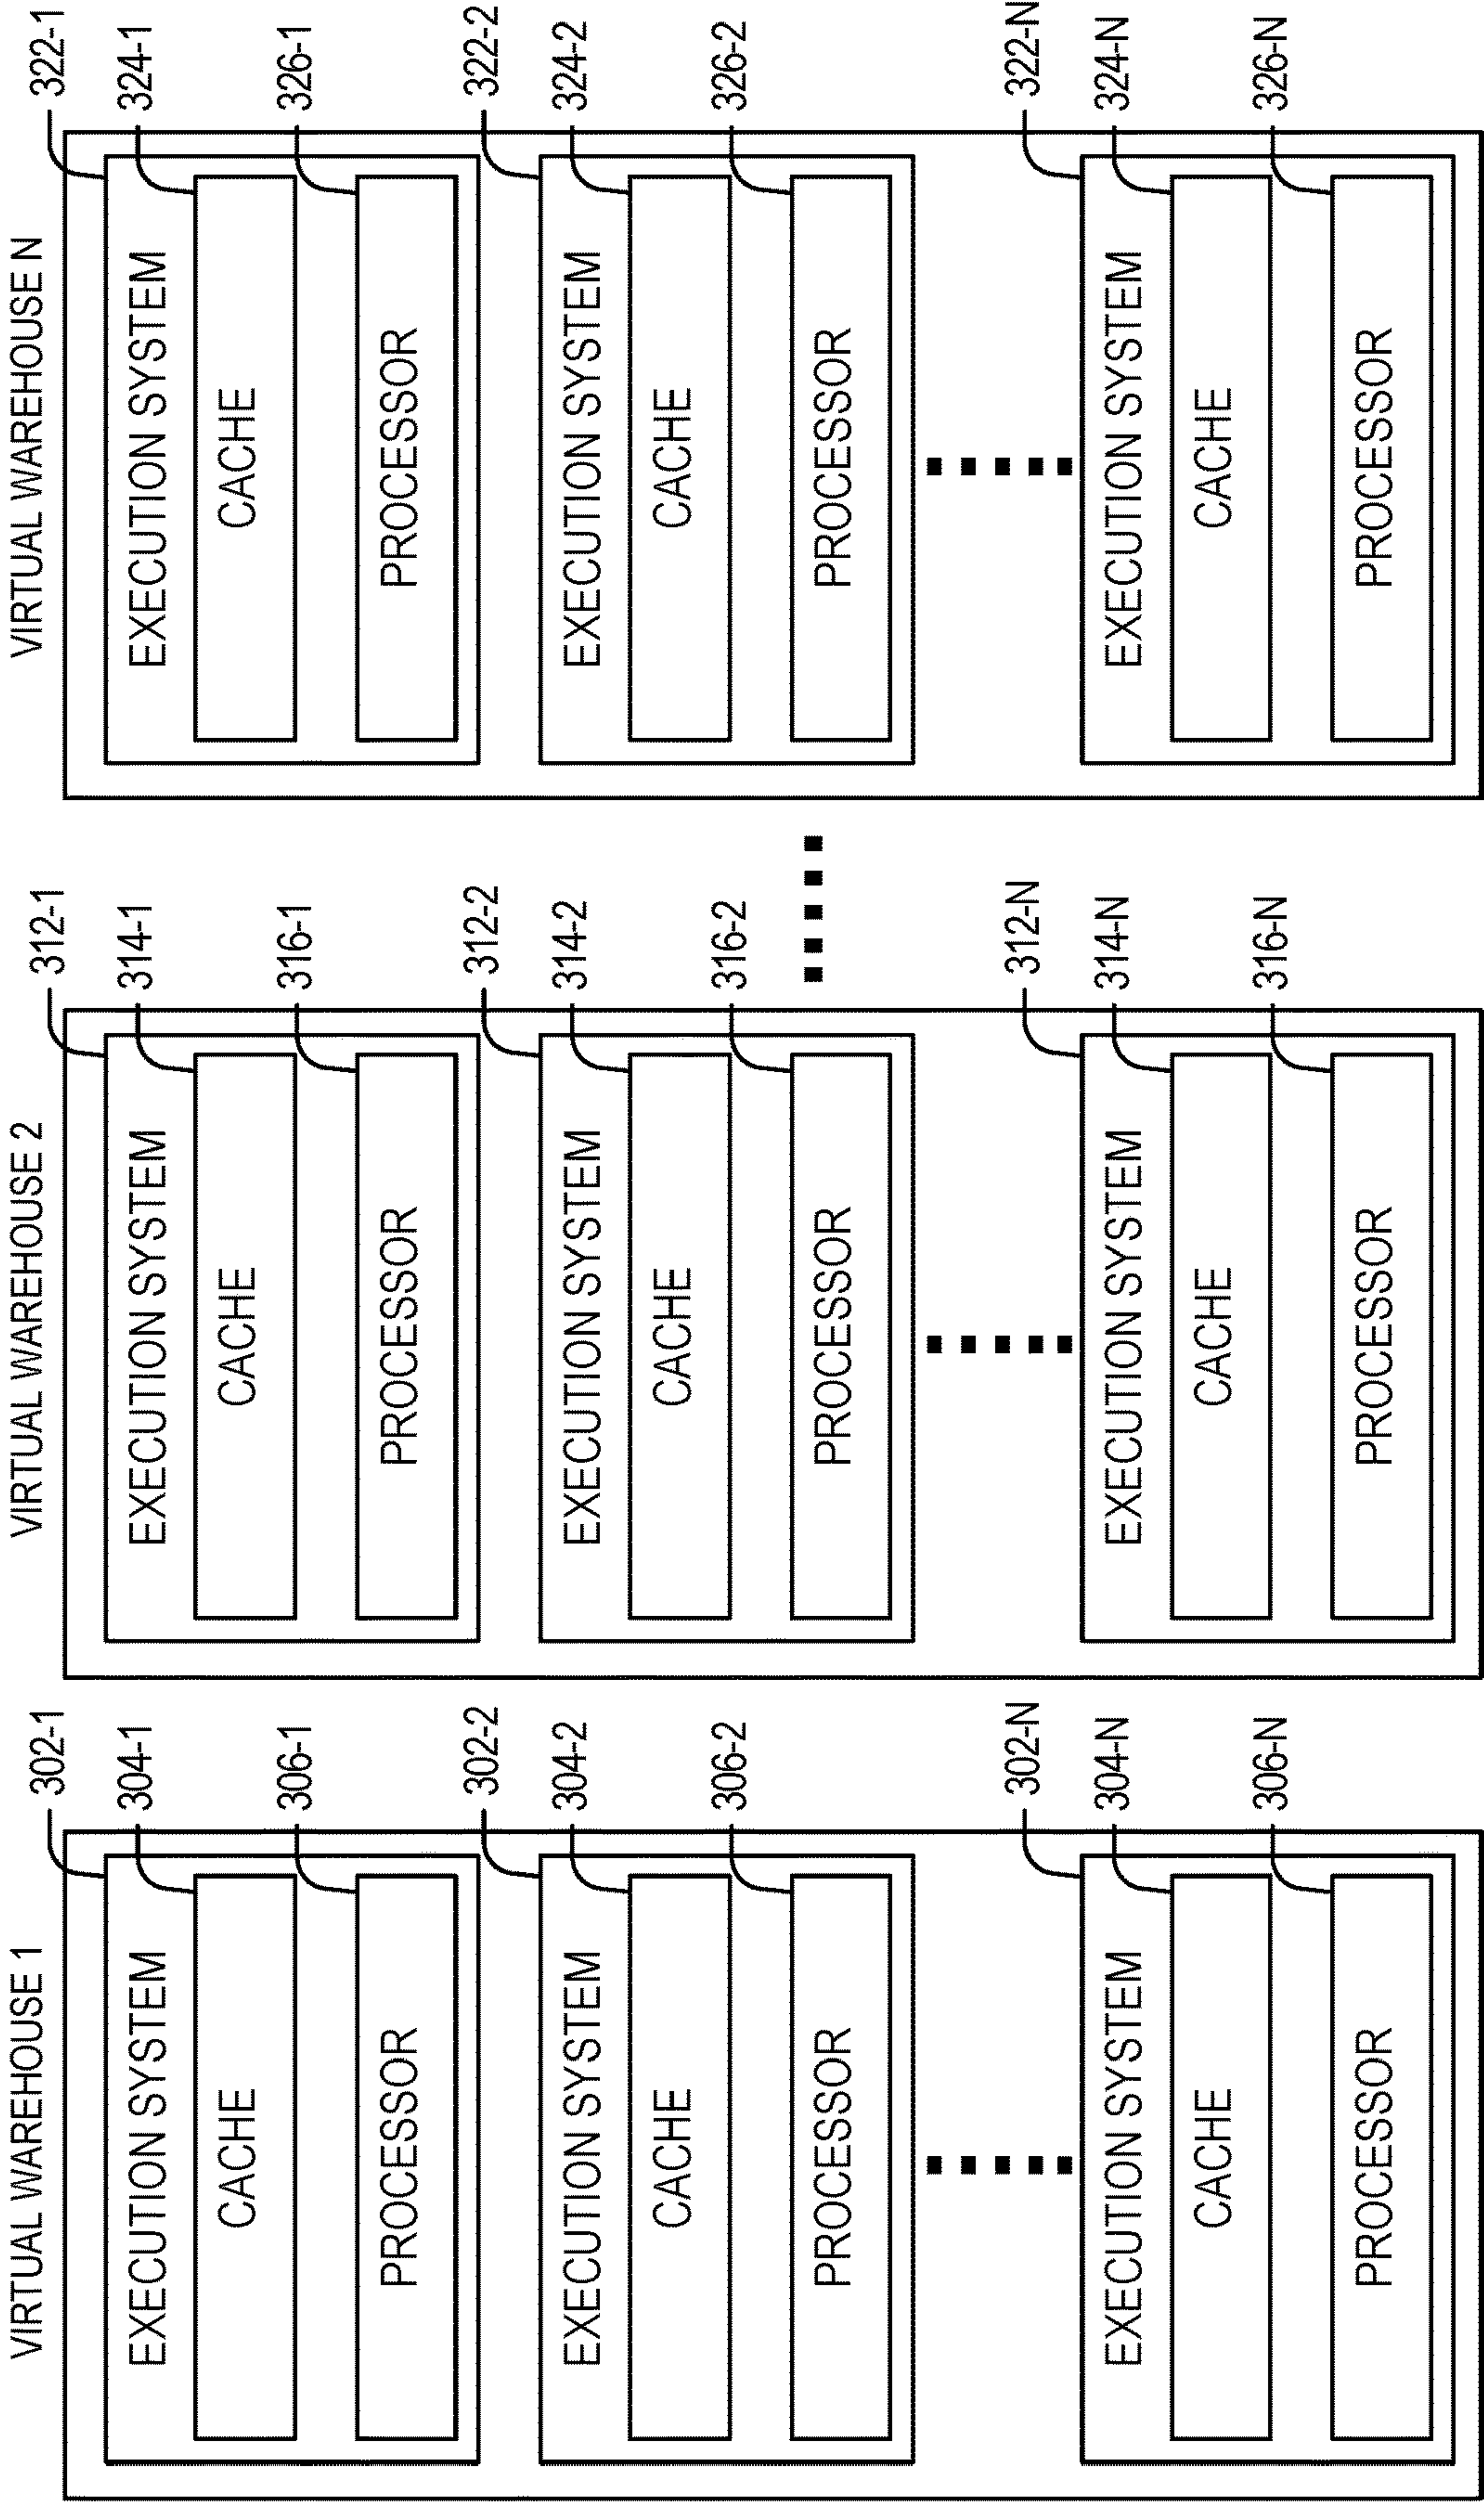 VIRTUAL WAREHOUSE 1
302-1
EXECUTION SYSTEM
304-1
CACHE
306-1
PROCESSOR
302-2
EXECUTION SYSTEM
304-2
CACHE
306-2
PROCESSOR
302-N
EXECUTION SYSTEM
304-N
CACHE
306-N
PROCESSOR
VIRTUAL WAREHOUSE 2
312-1
EXECUTION SYSTEM
314-1
CACHE
316-1
PROCESSOR
312-2
EXECUTION SYSTEM
314-2
CACHE
316-2
PROCESSOR
312-N
EXECUTION SYSTEM
314-N
CACHE
316-N
PROCESSOR
VIRTUAL WAREHOUSE N
322-1
EXECUTION SYSTEM
324-1
CACHE
326-1
PROCESSOR
322-2
EXECUTION SYSTEM
324-2
CACHE
326-2
PROCESSOR
322-N
EXECUTION SYSTEM
324-N
CACHE
326-N
PROCESSOR